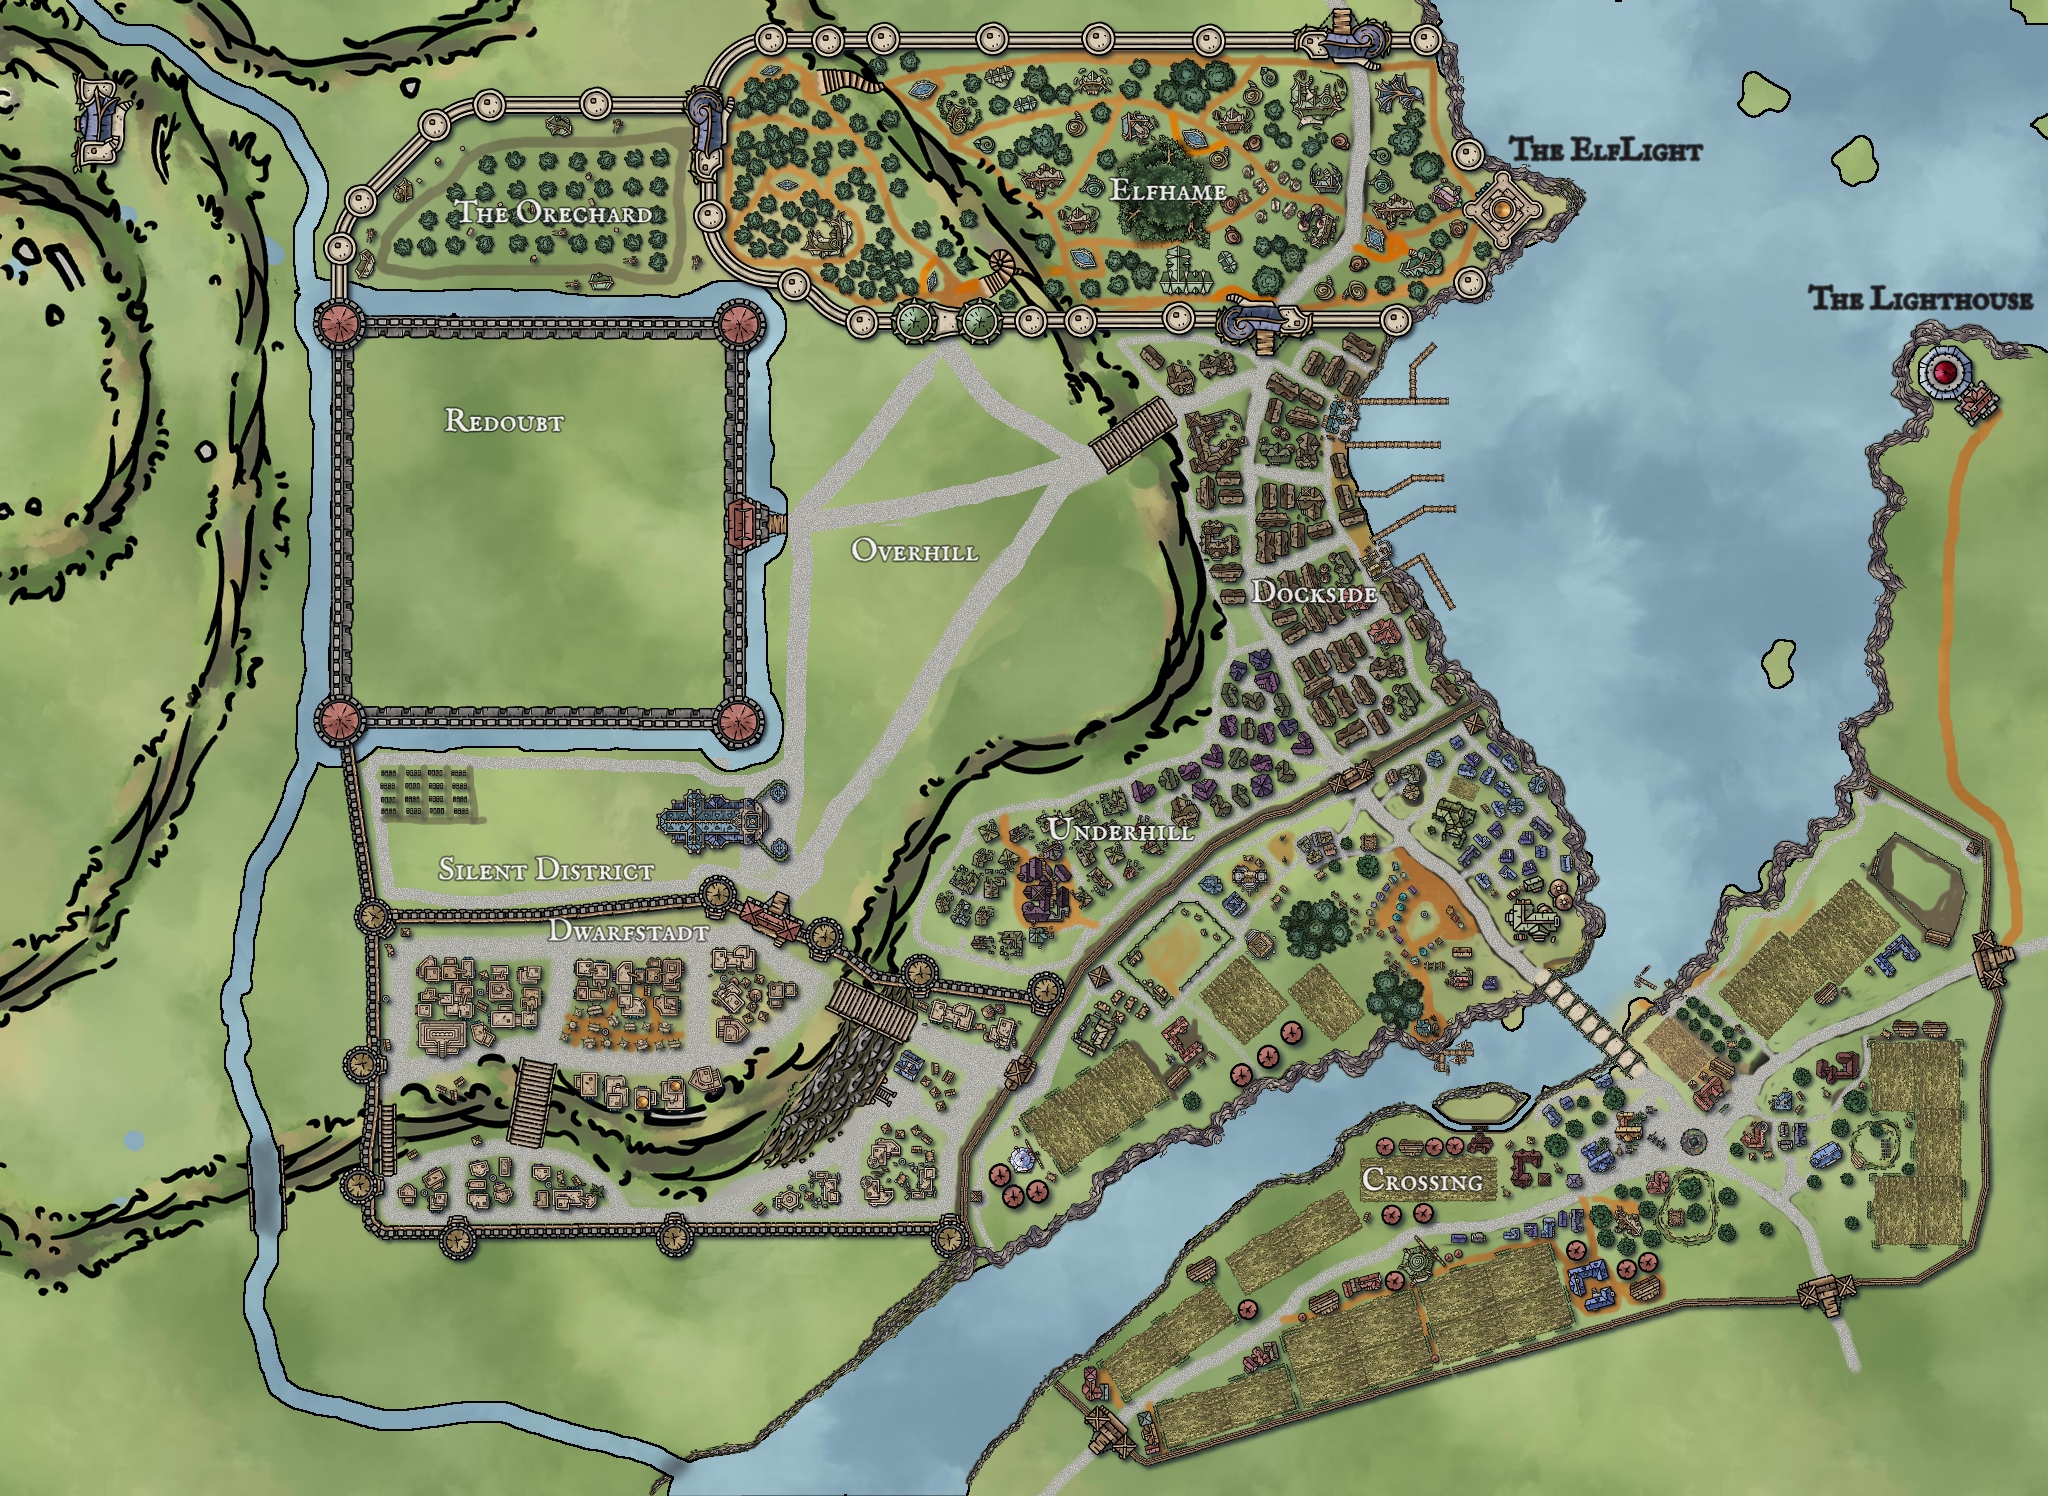 The ElfLight
Elfhame
The Orechard
The Lighthouse
Redoubt
Overhill
Dockside
Underhill
Silent District
Dwarfstadt
Crossing